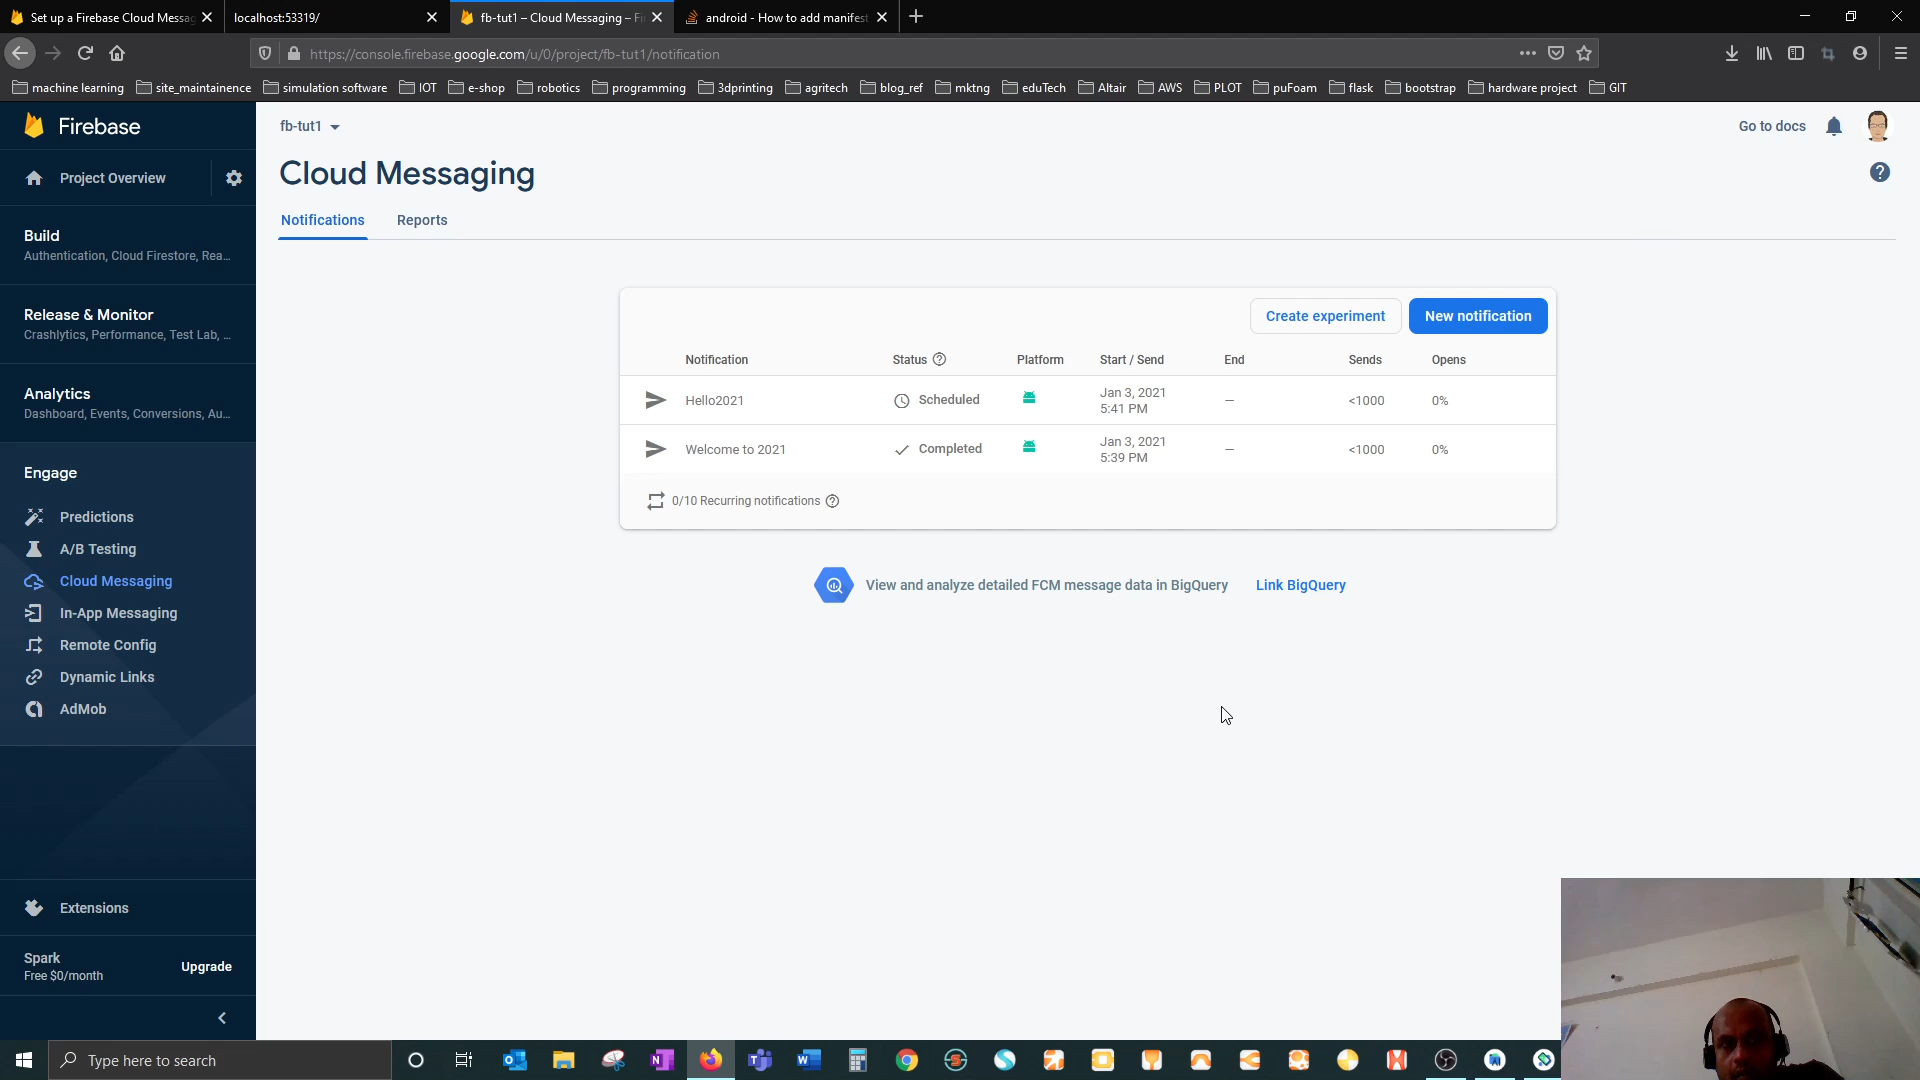 Set up a Firebase Cloud Messag
localhost:53319/
fb-tut1 – Cloud Messaging – Fi
android - How to add manifest
https://console.firebase.google.com/u/0/project/fb-tut1/notification
machine learning
site_maintainence
simulation software
IOT
e-shop
robotics
programming
3dprinting
agritech
blog_ref
mktng
eduTech
Altair
AWS
PLOT
puFoam
flask
bootstrap
hardware project
GIT
Firebase
fb-tut1
Go to docs
Project Overview
Cloud Messaging
Notifications
Reports
Build
Authentication, Cloud Firestore, Rea...
Release & Monitor
Crashlytics, Performance, Test Lab, ...
Analytics
Dashboard, Events, Conversions, Au...
Engage
Predictions
A/B Testing
Cloud Messaging
In-App Messaging
Remote Config
Dynamic Links
AdMob
Extensions
Spark
Free $0/month
Upgrade
Create experiment
New notification
Notification Status Platform Start / Send End Sends Opens
Hello2021 Scheduled Jan 3, 2021 – <1000 0%
5:41 PM
Welcome to 2021 Completed Jan 3, 2021 – <1000 0%
5:39 PM
0/10 Recurring notifications
View and analyze detailed FCM message data in BigQuery
Link BigQuery
Type here to search